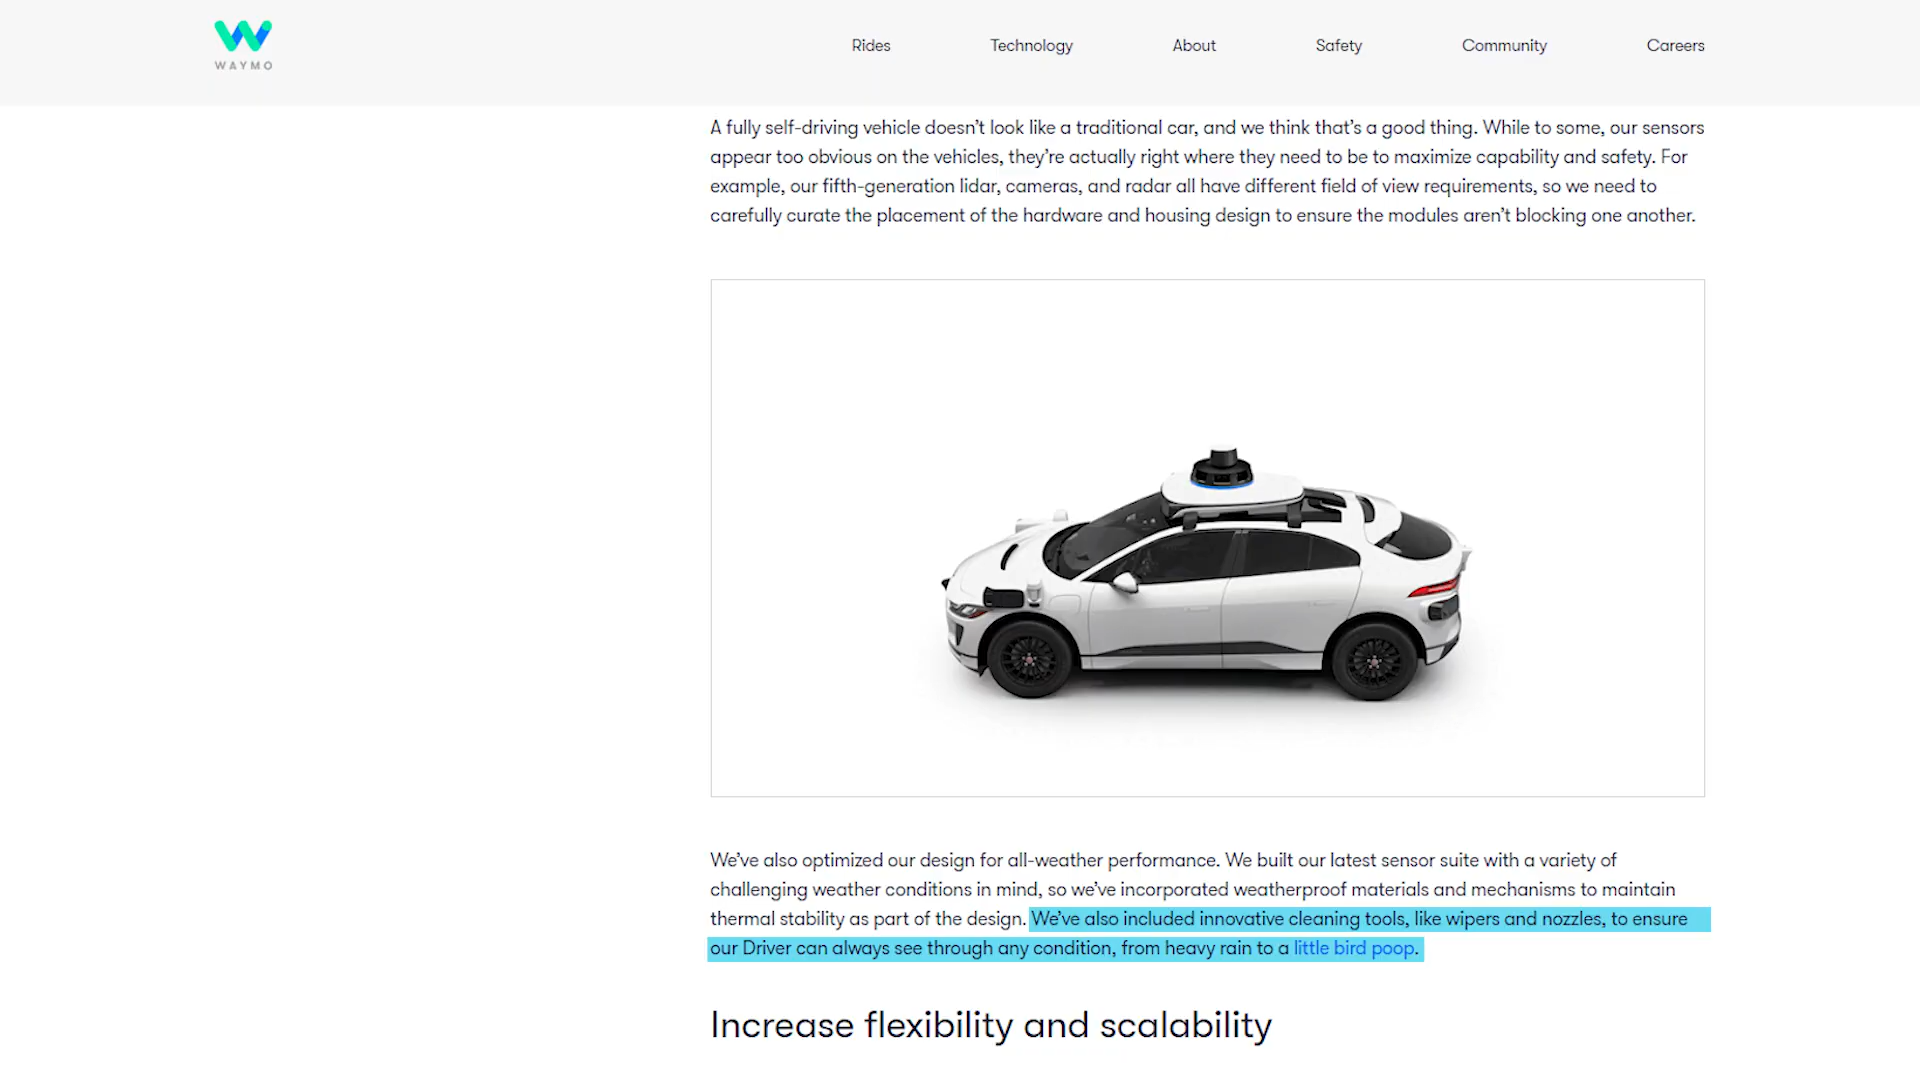 WAYMO
Rides
Technology
About
Safety
Community
Careers
A fully self-driving vehicle doesn’t look like a traditional car, and we think that’s a good thing. While to some, our sensors
appear too obvious on the vehicles, they’re actually right where they need to be to maximize capability and safety. For
example, our fifth-generation lidar, cameras, and radar all have different field of view requirements, so we need to
carefully curate the placement of the hardware and housing design to ensure the modules aren’t blocking one another.
We’ve also optimized our design for all-weather performance. We built our latest sensor suite with a variety of
challenging weather conditions in mind, so we’ve incorporated weatherproof materials and mechanisms to maintain
thermal stability as part of the design. We’ve also included innovative cleaning tools, like wipers and nozzles, to ensure
our Driver can always see through any condition, from heavy rain to a little bird poop.
Increase flexibility and scalability